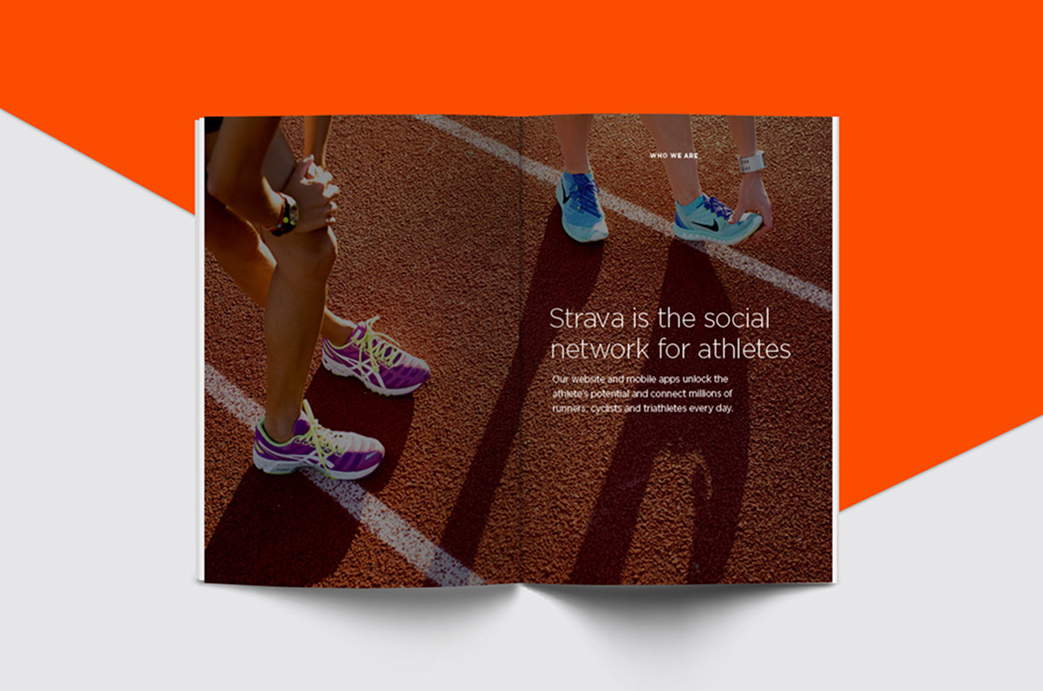 WHO WE ARE
Strava is the social
network for athletes
Our website and mobile apps unlock the
athlete's potential and connect millions of
runners, cyclists and triathletes every day.